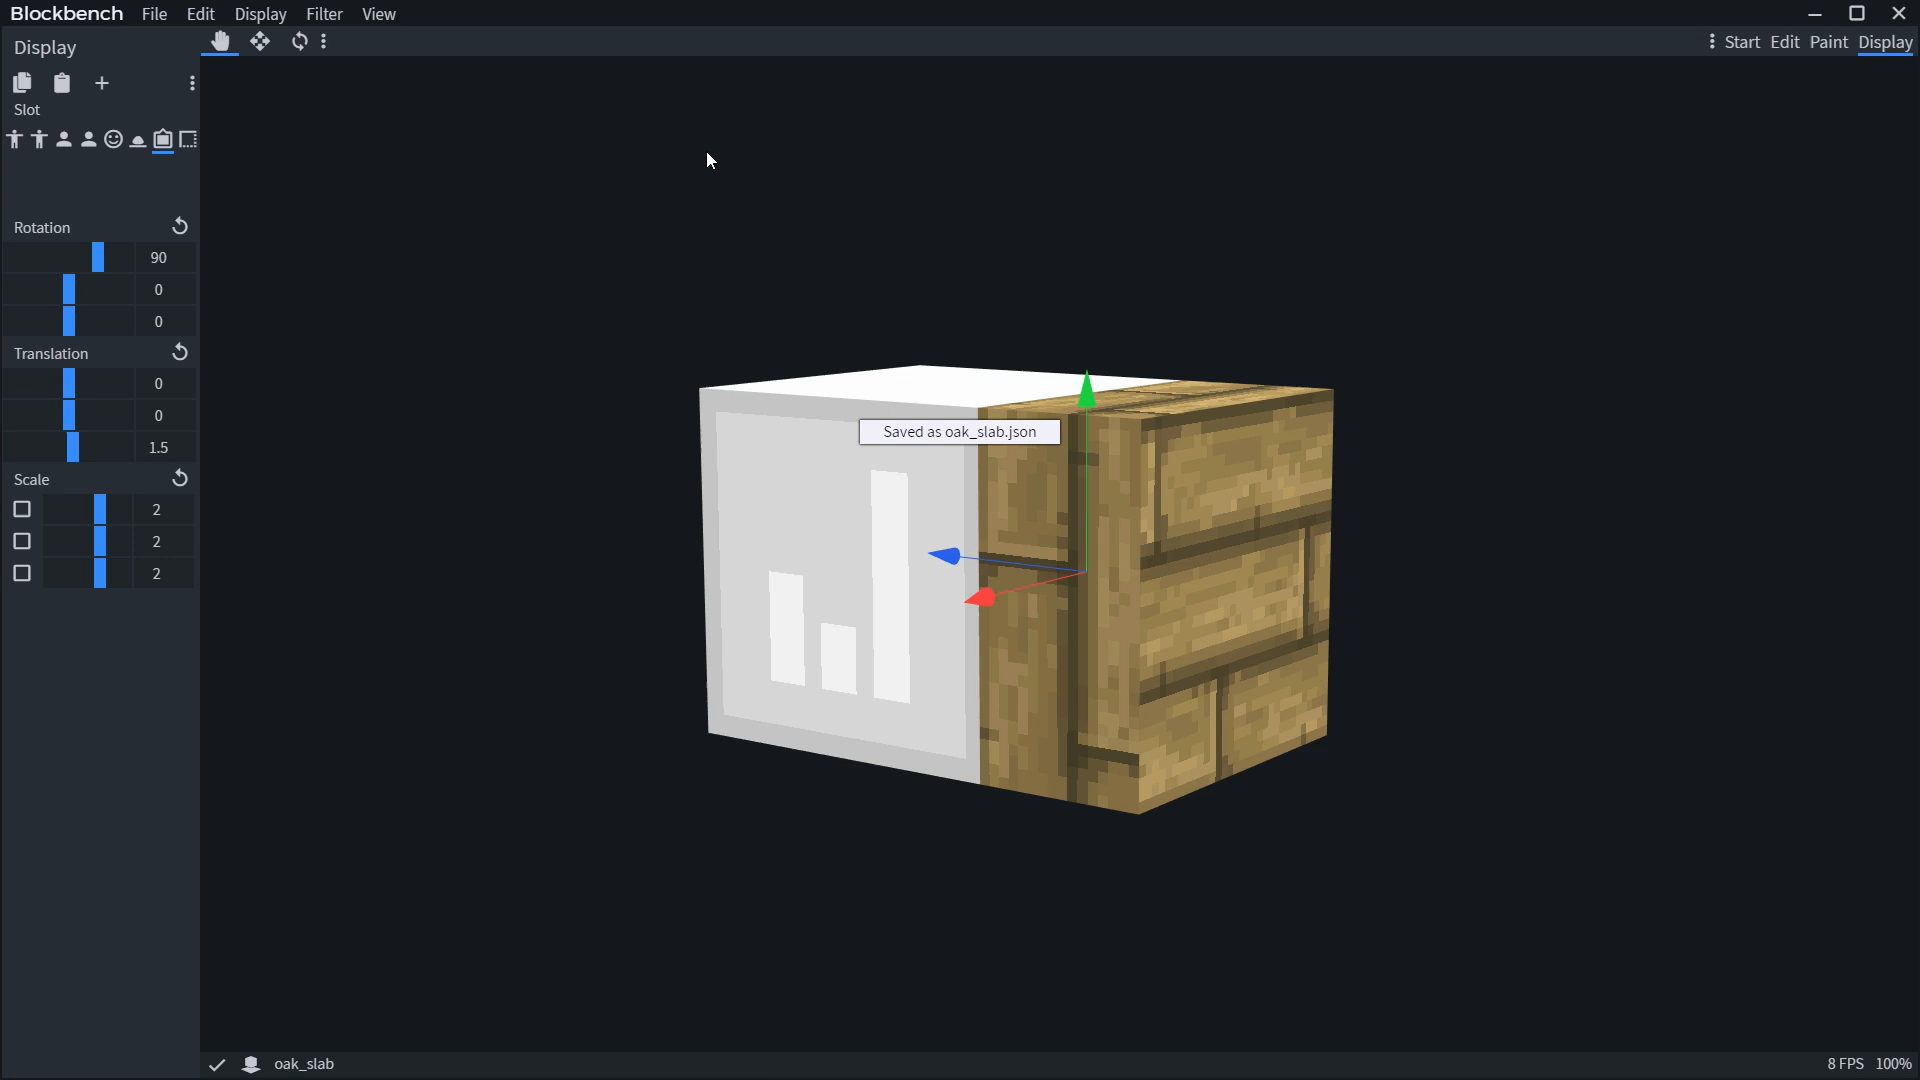 Blockbench File Edit Display Filter View
Display
Start Edit Paint Display
Slot
Rotation
90
0
0
Translation
0
0
1.5
Scale
2
2
2
Saved as oak_slab.json
oak_slab
8 FPS 100%